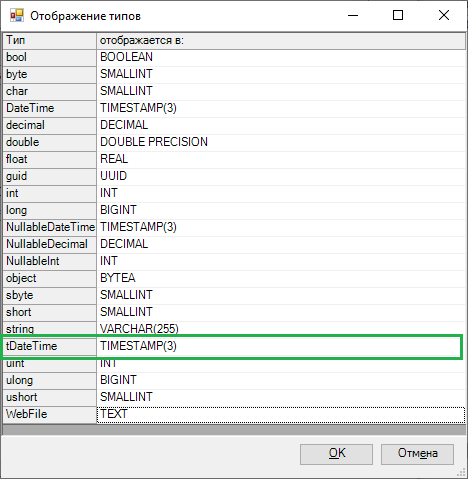 Отображение типов
Тип отображается в:
bool BOOLEAN
byte SMALLINT
char SMALLINT
DateTime TIMESTAMP(3)
decimal DECIMAL
double DOUBLE PRECISION
float REAL
guid UUID
int INT
long BIGINT
NullableDateTime TIMESTAMP(3)
NullableDecimal DECIMAL
NullableInt INT
object BYTEA
sbyte SMALLINT
short SMALLINT
string VARCHAR(255)
tDateTime TIMESTAMP(3)
uint INT
ulong BIGINT
ushort SMALLINT
WebFile TEXT
OK Отмена